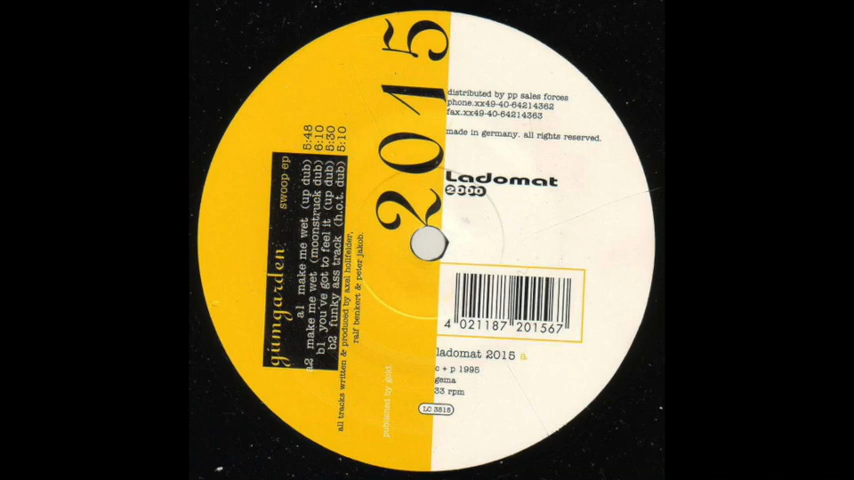 2015
gümgarden
swoop ep
a1 make me wet (up dub) 5:48
a2 make me wet (moonstruck dub) 6:10
b1 you've got to feel it (up dub) 5:30
b2 funky ass track (h.o.t. dub) 5:10
all tracks written & produced by axel hollfelder,
ralf benkert & peter jakob.
published by gold.
distributed by pp sales forces
phone.xx49-40-64214362
fax.xx49-40-64214363
made in germany. all rights reserved.
Ladomat
2000
4 021187 201567
ladomat 2015
c + p 1995
gema
33 rpm
LC 3515